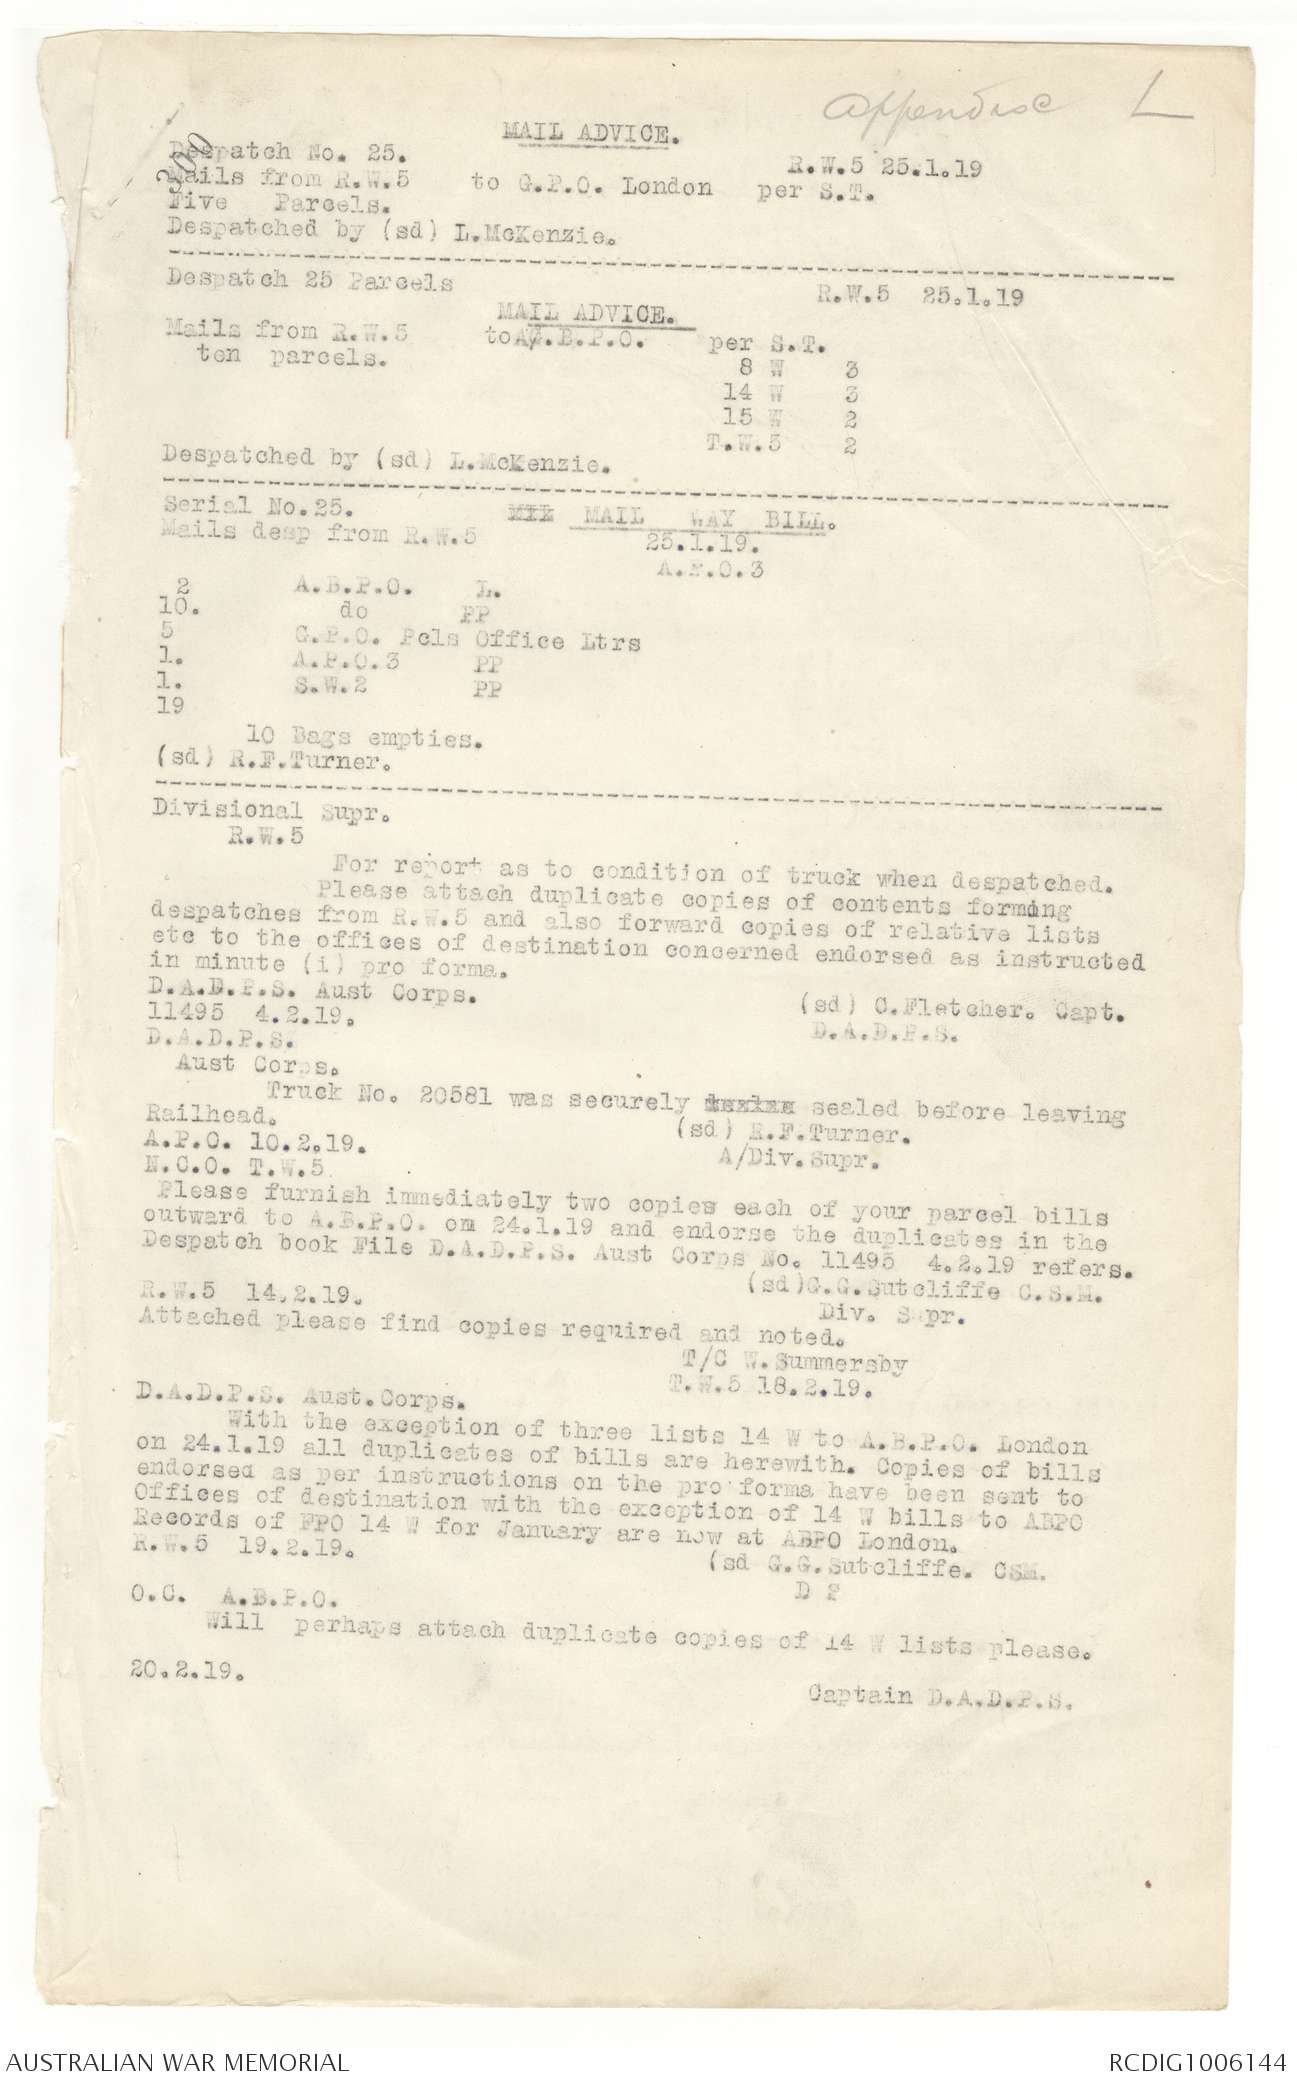 Appendix L
300
MAIL ADVICE.
Despatch No. 25.
R.W.5 25.1.19
Mails from R.W.5 to G.P.O. London per S.T.
Five Parcels.
Despatched by (sd) L.McKenzie.
Despatch 25 Parcels
R.W.5 25.1.19
MAIL ADVICE.
Mails from R.W.5 to A.B.P.O. per S.T.
ten parcels.
8 W 3
14 W 3
15 W 2
T.W.5 2
Despatched by (sd) L.McKenzie.
Serial No.25. MAIL WAY BILL.
Mails desp from R.W.5 25.1.19.
A.P.O.3
2 A.B.P.O. L.
10. do PP
5 G.P.O. Pcls Office Ltrs
1. A.P.O.3 PP
1. S.W.2 PP
19
10 Bags empties.
(sd) R.F.Turner.
Divisional Supr.
R.W.5
For report as to condition of truck when despatched.
Please attach duplicate copies of contents forming
despatches from R.W.5 and also forward copies of relative lists
etc to the offices of destination concerned endorsed as instructed
in minute (i) pro forma.
D.A.D.P.S. Aust Corps.
11495 4.2.19. (sd) C.Fletcher. Capt.
D.A.D.P.S.
D.A.D.P.S.
Aust Corps.
Truck No. 20581 was securely sealed before leaving
Railhead. (sd) R.F.Turner.
A.P.O. 10.2.19. A/Div.Supr.
N.C.O. T.W.5
Please furnish immediately two copies each of your parcel bills
outward to A.B.P.O. on 24.1.19 and endorse the duplicates in the
Despatch book File D.A.D.P.S. Aust Corps No. 11495 4.2.19 refers.
(sd)G.G.Sutcliffe C.S.M.
R.W.5 14.2.19. Div. Supr.
Attached please find copies required and noted.
T/C W.Summersby
T.W.5 18.2.19.
D.A.D.P.S. Aust.Corps.
With the exception of three lists 14 W to A.B.P.O. London
on 24.1.19 all duplicates of bills are herewith. Copies of bills
endorsed as per instructions on the pro forma have been sent to
Offices of destination with the exception of 14 W bills to ABPO
Records of FPO 14 W for January are now at ABPO London.
R.W.5 19.2.19. (sd G.G.Sutcliffe. CSM.
D S
O.C. A.B.P.O.
Will perhaps attach duplicate copies of 14 W lists please.
20.2.19.
Captain D.A.D.P.S.
AUSTRALIAN WAR MEMORIAL
RCDIG1006144